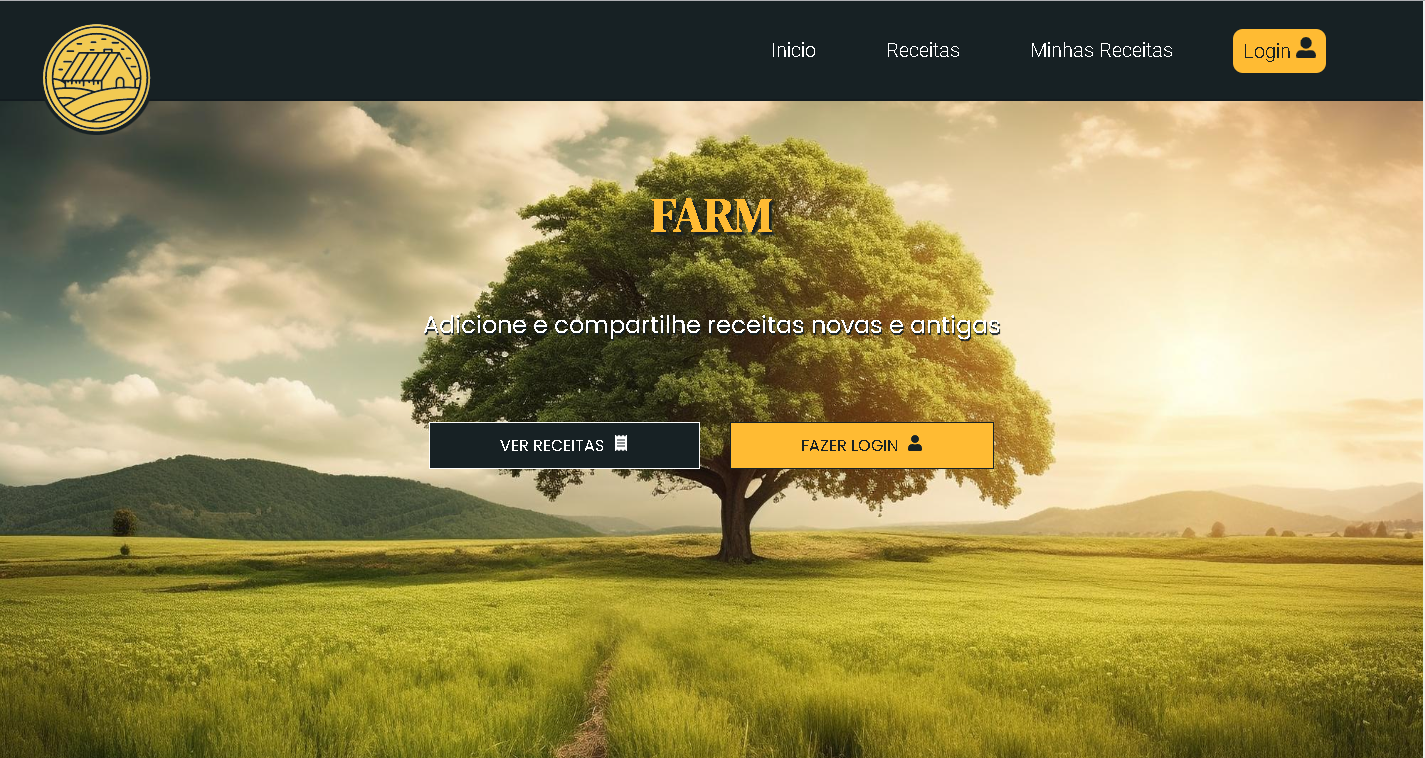 Inicio
Receitas
Minhas Receitas
Login
FARM
Adicione e compartilhe receitas novas e antigas
VER RECEITAS
FAZER LOGIN